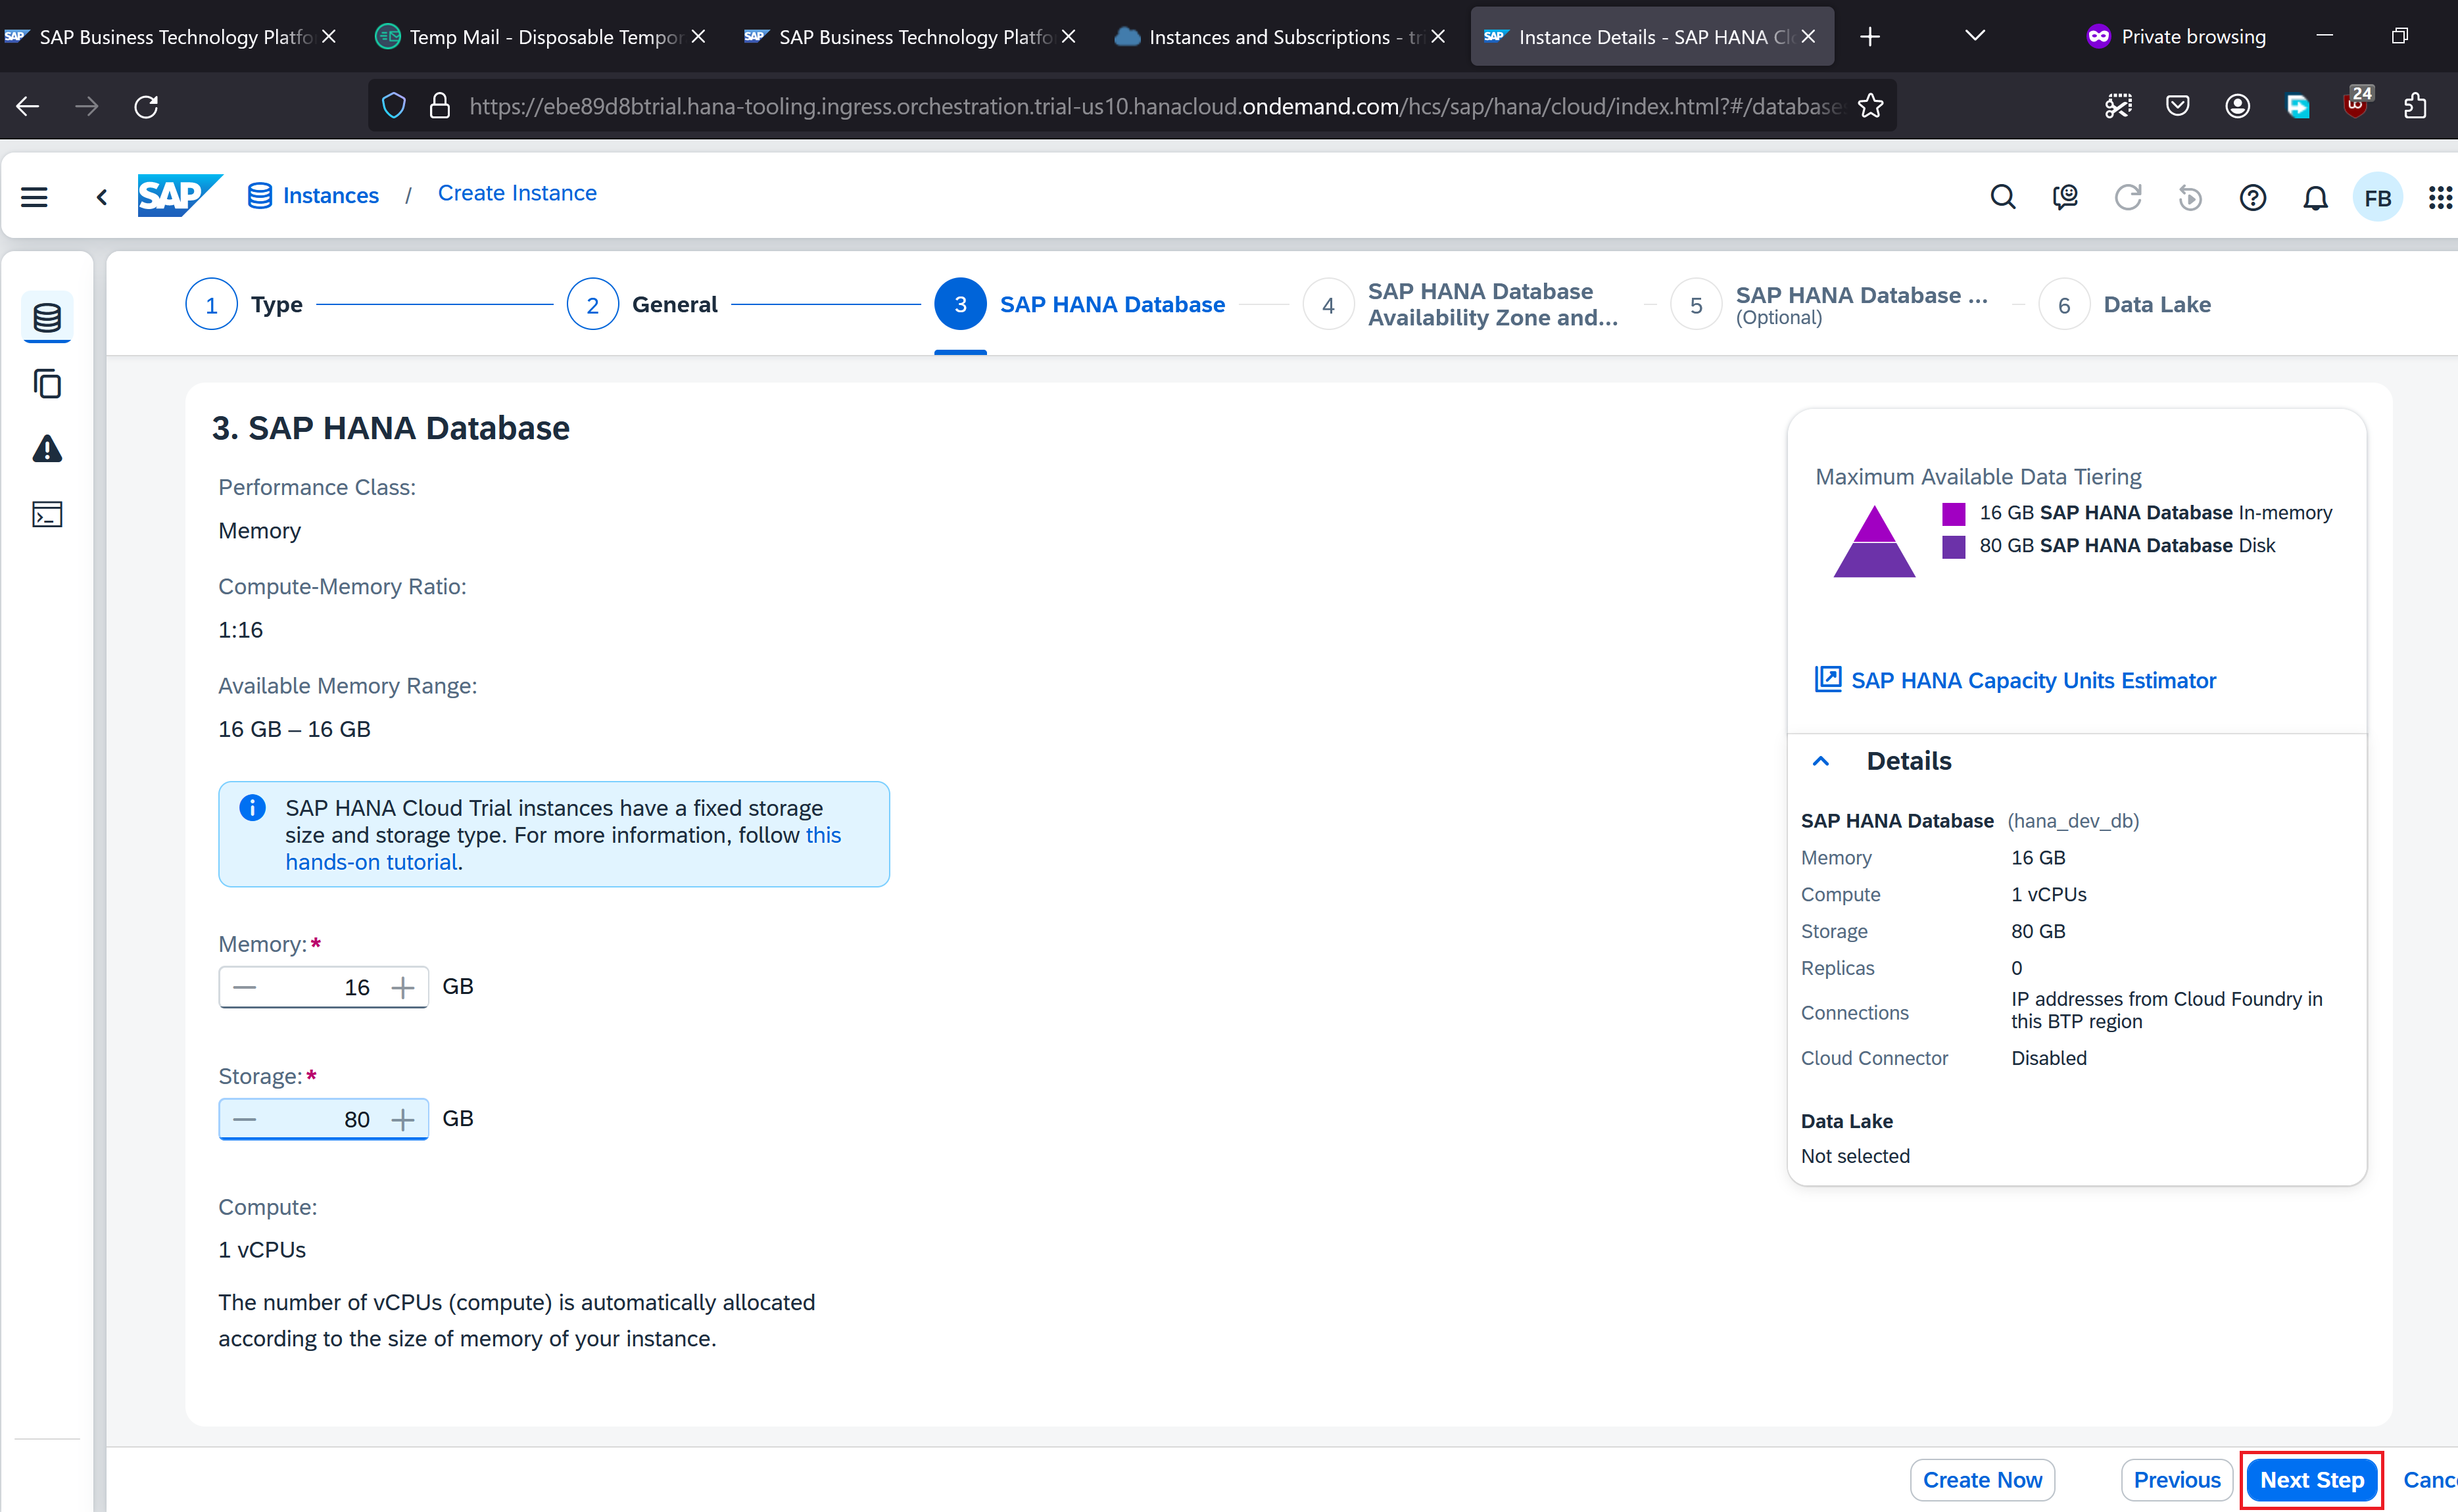 SAP Business Technology Platfo
Temp Mail - Disposable Tempor
SAP Business Technology Platfo
Instances and Subscriptions - tri
Instance Details - SAP HANA Cl
Private browsing
https://ebe89d8btrial.hana-tooling.ingress.orchestration.trial-us10.hanacloud.ondemand.com/hcs/sap/hana/cloud/index.html?#/database
24
SAP
Instances / Create Instance
FB
1 Type
2 General
3 SAP HANA Database
4 SAP HANA Database
Availability Zone and...
5 SAP HANA Database ...
(Optional)
6 Data Lake
3. SAP HANA Database
Performance Class:
Memory
Compute-Memory Ratio:
1:16
Available Memory Range:
16 GB – 16 GB
SAP HANA Cloud Trial instances have a fixed storage
size and storage type. For more information, follow this
hands-on tutorial.
Memory:*
16 GB
Storage:*
80 GB
Compute:
1 vCPUs
The number of vCPUs (compute) is automatically allocated
according to the size of memory of your instance.
Maximum Available Data Tiering
16 GB SAP HANA Database In-memory
80 GB SAP HANA Database Disk
SAP HANA Capacity Units Estimator
Details
SAP HANA Database (hana_dev_db)
Memory 16 GB
Compute 1 vCPUs
Storage 80 GB
Replicas 0
Connections IP addresses from Cloud Foundry in
this BTP region
Cloud Connector Disabled
Data Lake
Not selected
Create Now
Previous
Next Step
Canc